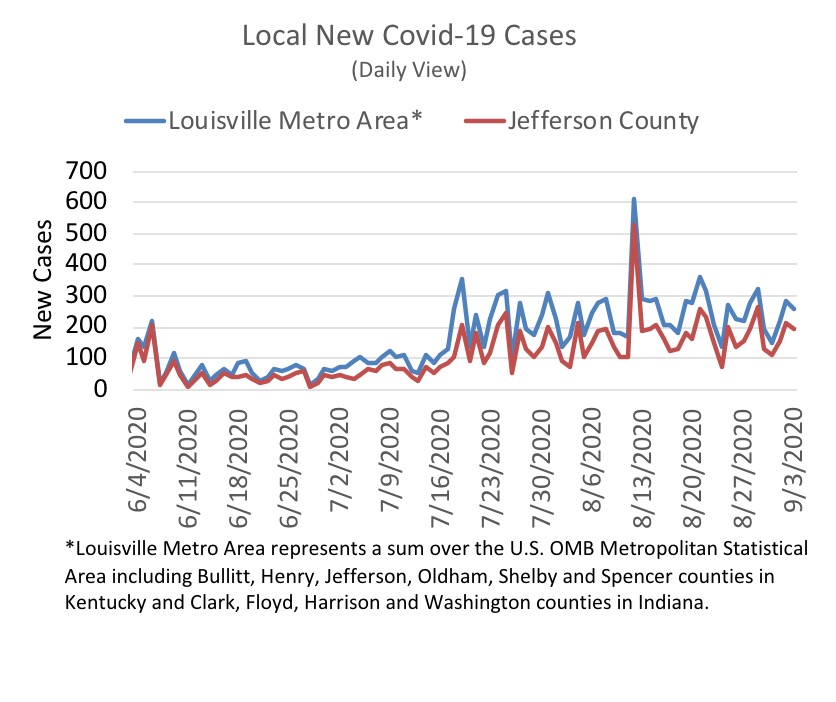 Local New Covid-19 Cases
(Daily View)
Louisville Metro Area*
Jefferson County
New Cases
700
600
500
400
300
200
100
0
6/4/2020
6/11/2020
6/18/2020
6/25/2020
7/2/2020
7/9/2020
7/16/2020
7/23/2020
7/30/2020
8/6/2020
8/13/2020
8/20/2020
8/27/2020
9/3/2020
*Louisville Metro Area represents a sum over the U.S. OMB Metropolitan Statistical
Area including Bullitt, Henry, Jefferson, Oldham, Shelby and Spencer counties in
Kentucky and Clark, Floyd, Harrison and Washington counties in Indiana.